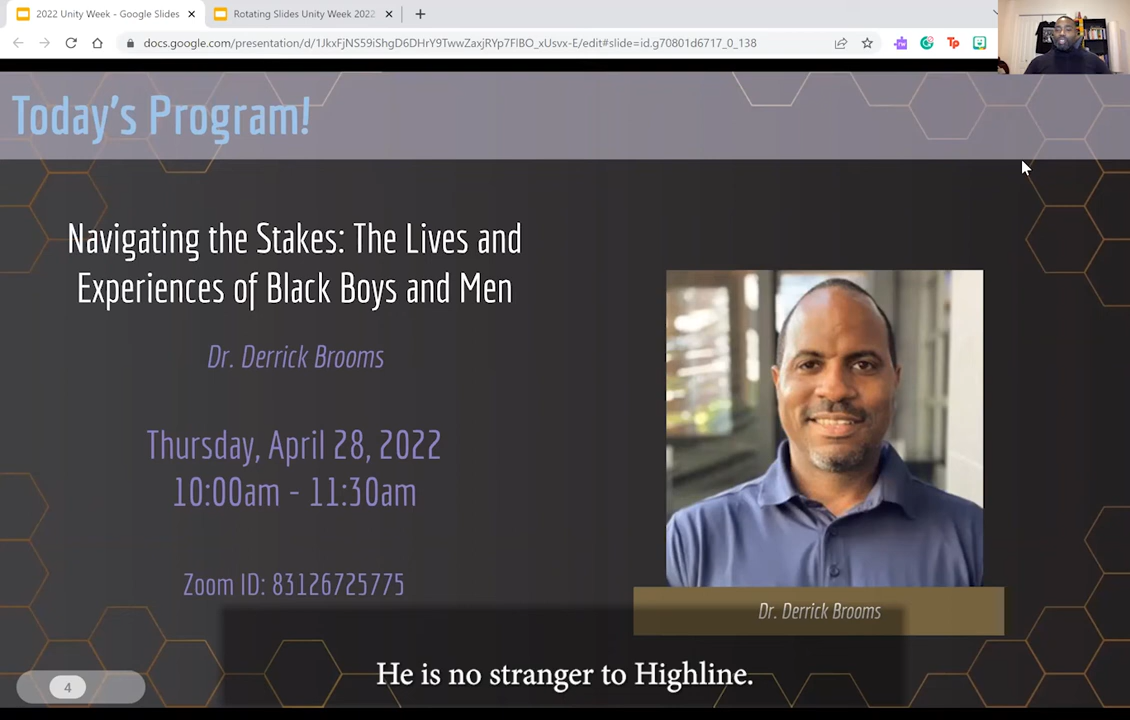 2022 Unity Week - Google Slides
Rotating Slides Unity Week 2022
docs.google.com/presentation/d/1JkxFjNS59iShgD6DHrY9TwwZaxjRYp7FlBO_xUsvx-E/edit#slide=id.g70801d6717_0_138
Today's Program!
Navigating the Stakes: The Lives and
Experiences of Black Boys and Men
Dr. Derrick Brooms
Thursday, April 28, 2022
10:00am - 11:30am
Zoom ID: 83126725775
Dr. Derrick Brooms
He is no stranger to Highline.
4